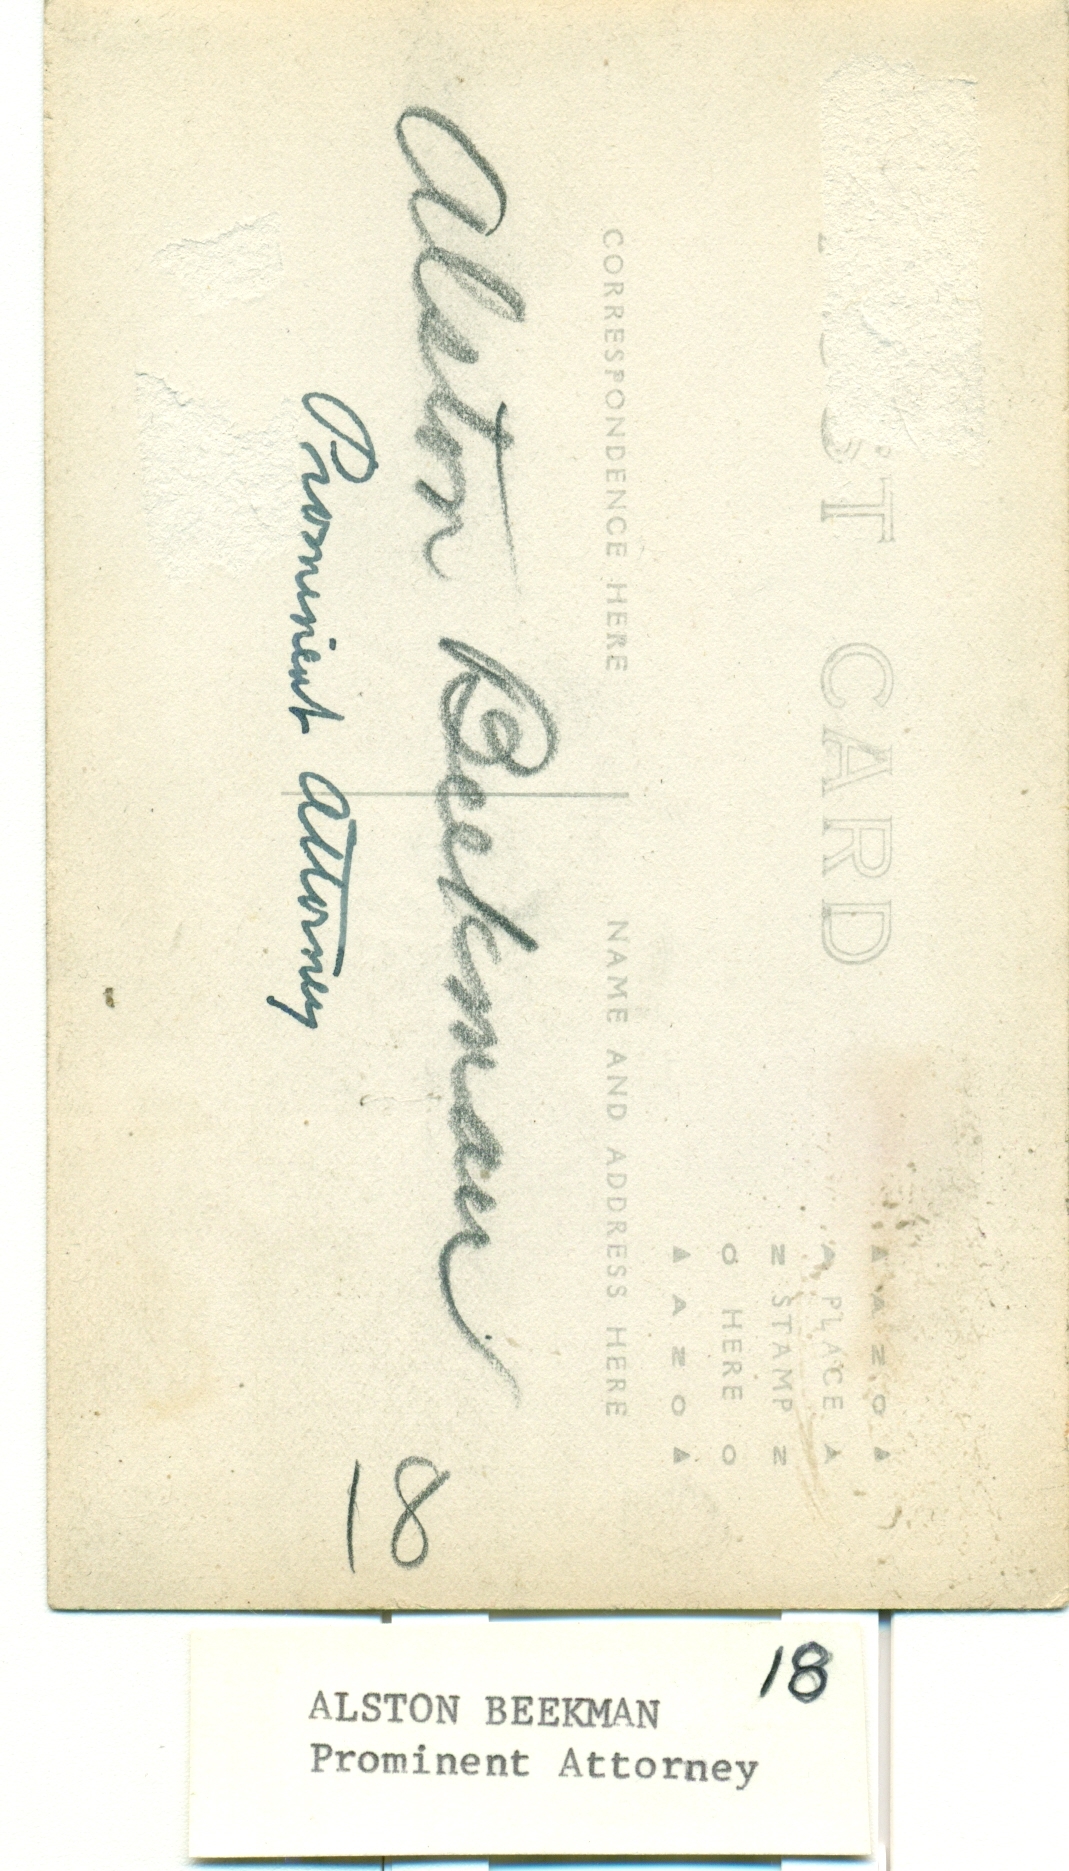 POST CARD
▲ A Z O ▲
A PLACE A
Z STAMP Z
O HERE O
▲ A Z O ▲
CORRESPONDENCE HERE
NAME AND ADDRESS HERE
Alston Beekman
Prominent Attorney
18
18
ALSTON BEEKMAN
Prominent Attorney